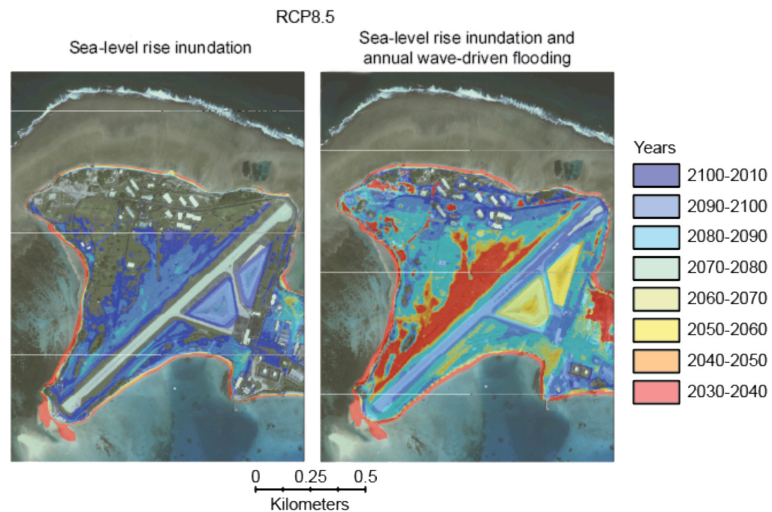 RCP8.5
Sea-level rise inundation
Sea-level rise inundation and
annual wave-driven flooding
Years
2100-2010
2090-2100
2080-2090
2070-2080
2060-2070
2050-2060
2040-2050
2030-2040
0 0.25 0.5
Kilometers